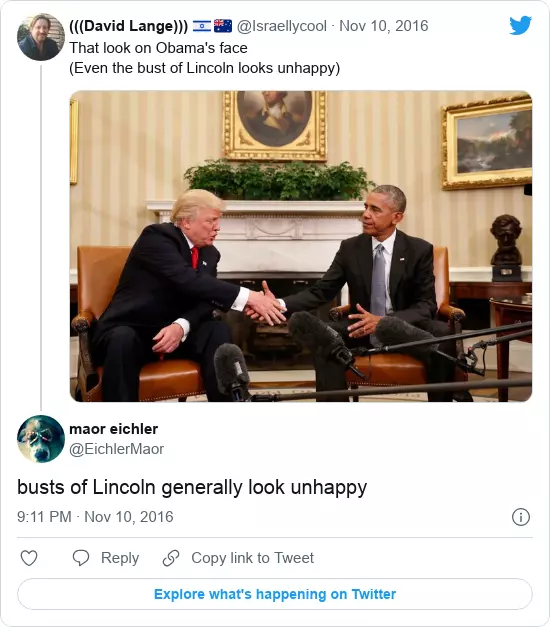 (((David Lange))) 🇮🇱 🇦🇺 @Israellycool · Nov 10, 2016
That look on Obama's face
(Even the bust of Lincoln looks unhappy)
maor eichler
@EichlerMaor
busts of Lincoln generally look unhappy
9:11 PM · Nov 10, 2016
Reply
Copy link to Tweet
Explore what's happening on Twitter